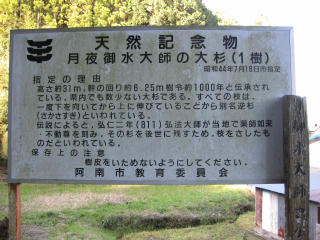 天然記念物
月夜御水大師の大杉(1樹)
昭和44年7月18日市指定
指定の理由
高さ約31m、幹の回り約6.25m樹令約1000年と伝承され
ている。県内でも数少ない大杉である。すべての枝は、
一度下を向いてから上に伸びていることから別名逆杉
(さかさすぎ)といわれている。
伝説によると、弘仁二年(811)弘法大師が当地で薬師如来
・不動尊を刻み、その杉を後世に残すため、枝をさしたも
のだといわれている。
保存上の注意
樹皮をいためないようにしてください。
阿南市教育委員会